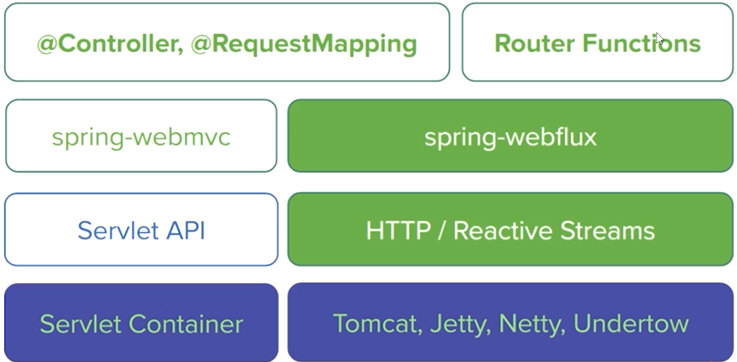 @Controller, @RequestMapping
Router Functions
spring-webmvc
spring-webflux
Servlet API
HTTP / Reactive Streams
Servlet Container
Tomcat, Jetty, Netty, Undertow